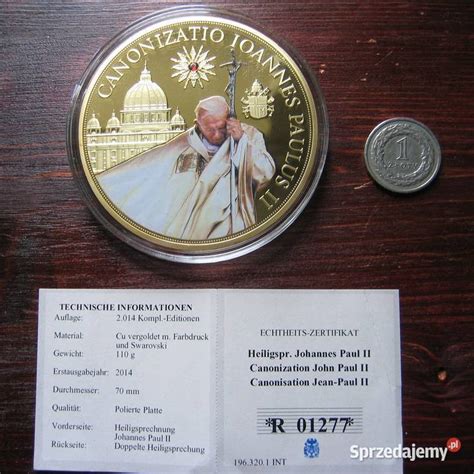 CANONIZATIO IOANNES PAULUS II
1
TECHNISCHE INFORMATIONEN
Auflage: 2.014 Kompl.-Editionen
Material: Cu vergoldet m. Farbdruck
und Swarovski
Gewicht: 110 g
Erstausgabejahr: 2014
Durchmesser: 70 mm
Qualität: Polierte Platte
Vorderseite: Heiligsprechnung
Johannes Paul II
Rückseite: Doppelte Heiligsprechung
ECHTHEITS-ZERTIFIKAT
Heiligspr. Johannes Paul II
Canonization John Paul II
Canonisation Jean-Paul II
*R 01277*
196.320.1 INT
Sprzedajemy